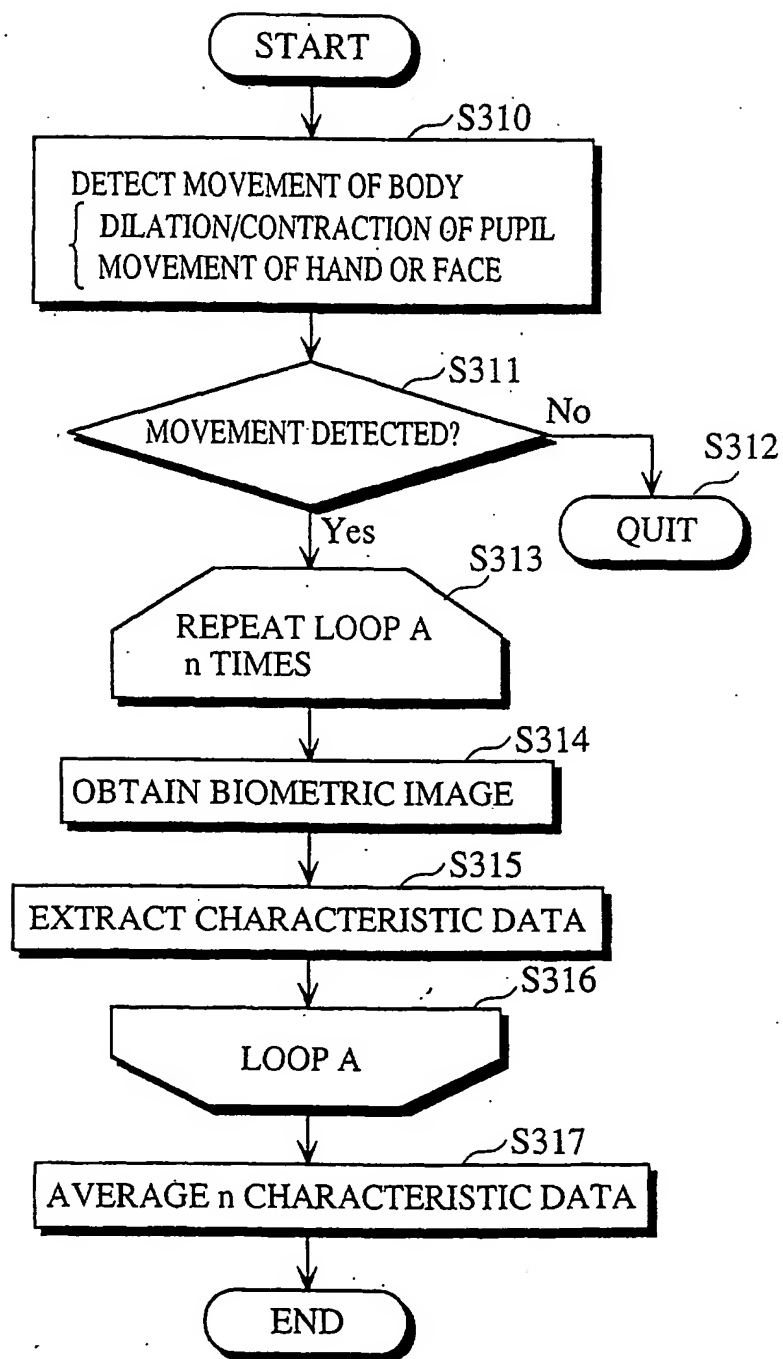 START
S310
DETECT MOVEMENT OF BODY
DILATION/CONTRACTION OF PUPIL
MOVEMENT OF HAND OR FACE
S311
MOVEMENT DETECTED?
No
S312
QUIT
Yes
S313
REPEAT LOOP A
n TIMES
S314
OBTAIN BIOMETRIC IMAGE
S315
EXTRACT CHARACTERISTIC DATA
S316
LOOP A
S317
AVERAGE n CHARACTERISTIC DATA
END